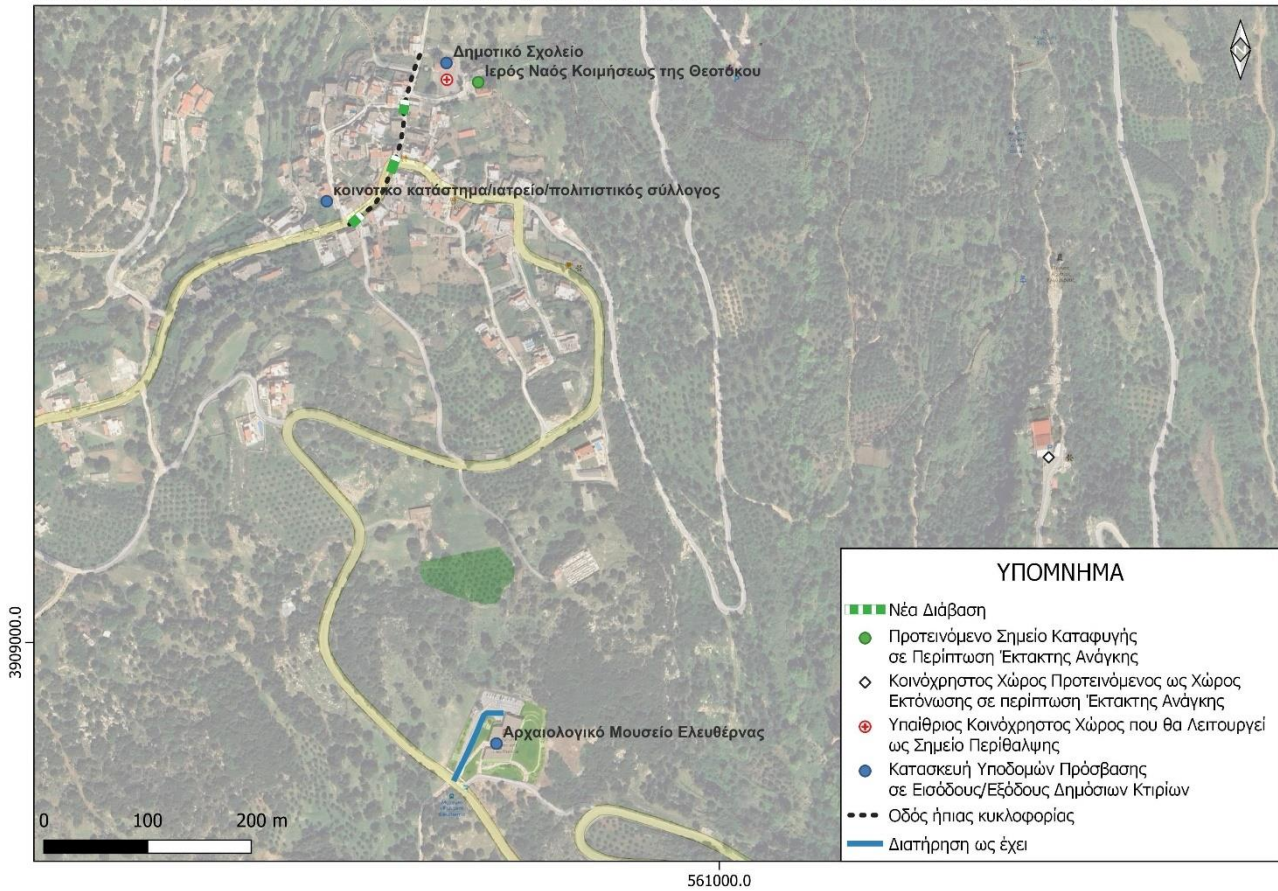 Δημοτικό Σχολείο
Ιερός Ναός Κοιμήσεως της Θεοτόκου
κοινοτικο κατάστημα/ιατρείο/πολιτιστικός σύλλογος
Αρχαιολογικό Μουσείο Ελευθέρνας
3909000.0
0 100 200 m
561000.0
N
ΥΠΟΜΝΗΜΑ
Νέα Διάβαση
Προτεινόμενο Σημείο Καταφυγής
σε Περίπτωση Έκτακτης Ανάγκης
Κοινόχρηστος Χώρος Προτεινόμενος ως Χώρος
Εκτόνωσης σε περίπτωση Έκτακτης Ανάγκης
Υπαίθριος Κοινόχρηστος Χώρος που θα Λειτουργεί
ως Σημείο Περίθαλψης
Κατασκευή Υποδομών Πρόσβασης
σε Εισόδους/Εξόδους Δημόσιων Κτιρίων
Οδός ήπιας κυκλοφορίας
Διατήρηση ως έχει